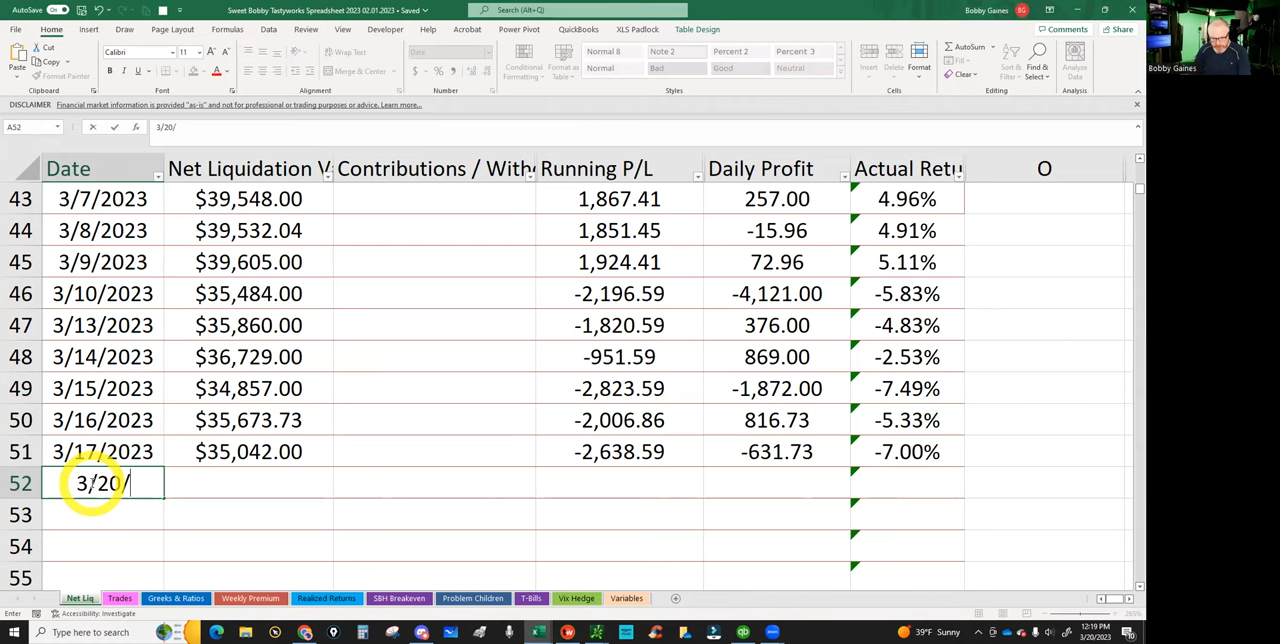 AutoSave On Sweet Bobby Tastyworks Spreadsheet 2023 02.01.2023 • Saved Search (Alt+Q) Bobby Gaines BG
File Home Insert Draw Page Layout Formulas Data Review View Developer Help Acrobat Power Pivot QuickBooks XLS Padlock Table Design Comments Share
Paste Cut Copy Format Painter Calibri 11 Wrap Text Merge & Center Date Conditional Formatting Format as Table Normal 8 Note 2 Percent 2 Percent 3 Normal Bad Good Neutral Insert Delete Format AutoSum Fill Clear Sort & Filter Find & Select Analyze Data
Clipboard Font Alignment Number Styles Cells Editing Analysis
Bobby Gaines
DISCLAIMER Financial market information is provided "as-is" and not for professional or trading purposes or advice. Learn more...
A52 fx 3/20/
Date Net Liquidation V Contributions / With Running P/L Daily Profit Actual Retu O
43 3/7/2023 $39,548.00 1,867.41 257.00 4.96%
44 3/8/2023 $39,532.04 1,851.45 -15.96 4.91%
45 3/9/2023 $39,605.00 1,924.41 72.96 5.11%
46 3/10/2023 $35,484.00 -2,196.59 -4,121.00 -5.83%
47 3/13/2023 $35,860.00 -1,820.59 376.00 -4.83%
48 3/14/2023 $36,729.00 -951.59 869.00 -2.53%
49 3/15/2023 $34,857.00 -2,823.59 -1,872.00 -7.49%
50 3/16/2023 $35,673.73 -2,006.86 816.73 -5.33%
51 3/17/2023 $35,042.00 -2,638.59 -631.73 -7.00%
52 3/20/
53
54
55
Net Liq Trades Greeks & Ratios Weekly Premium Realized Returns SBH Breakeven Problem Children T-Bills Vix Hedge Variables
Enter Accessibility: Investigate 265%
Type here to search 39°F Sunny 12:19 PM
3/20/2023